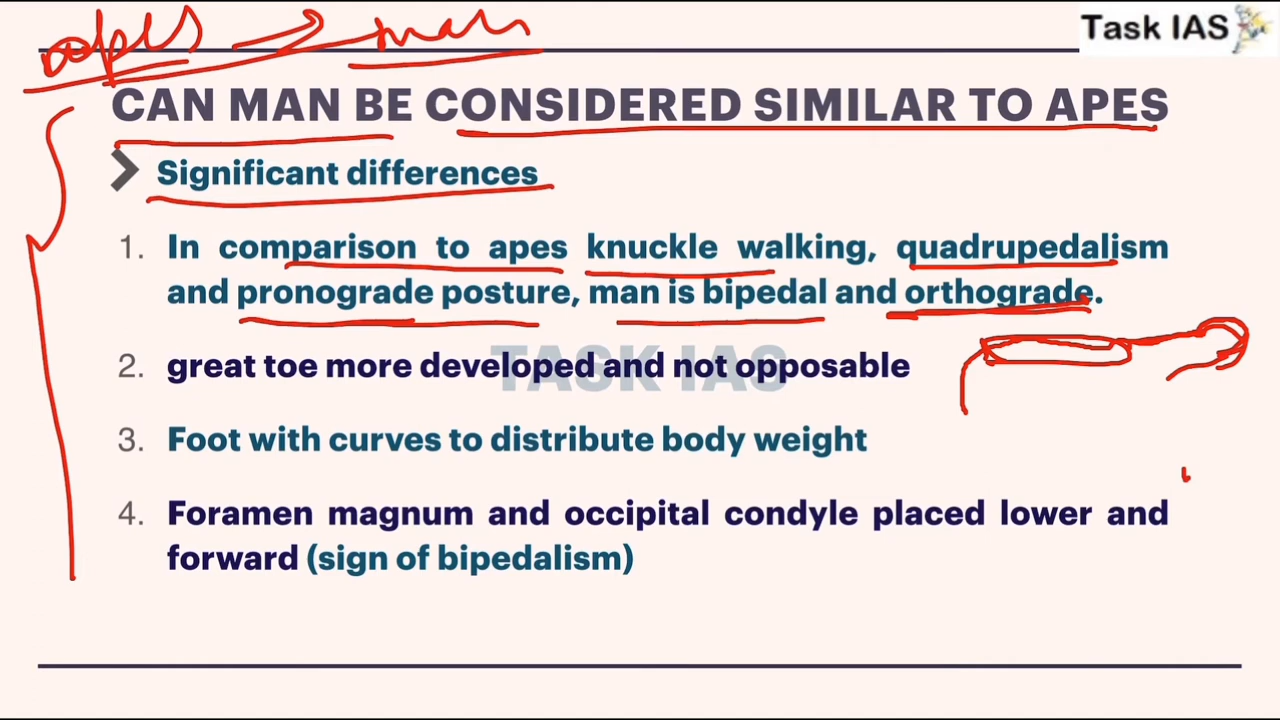 apes → man
Task IAS
CAN MAN BE CONSIDERED SIMILAR TO APES
Significant differences
1. In comparison to apes knuckle walking, quadrupedalism
and pronograde posture, man is bipedal and orthograde.
2. great toe more developed and not opposable
TASK IAS
3. Foot with curves to distribute body weight
4. Foramen magnum and occipital condyle placed lower and
forward (sign of bipedalism)